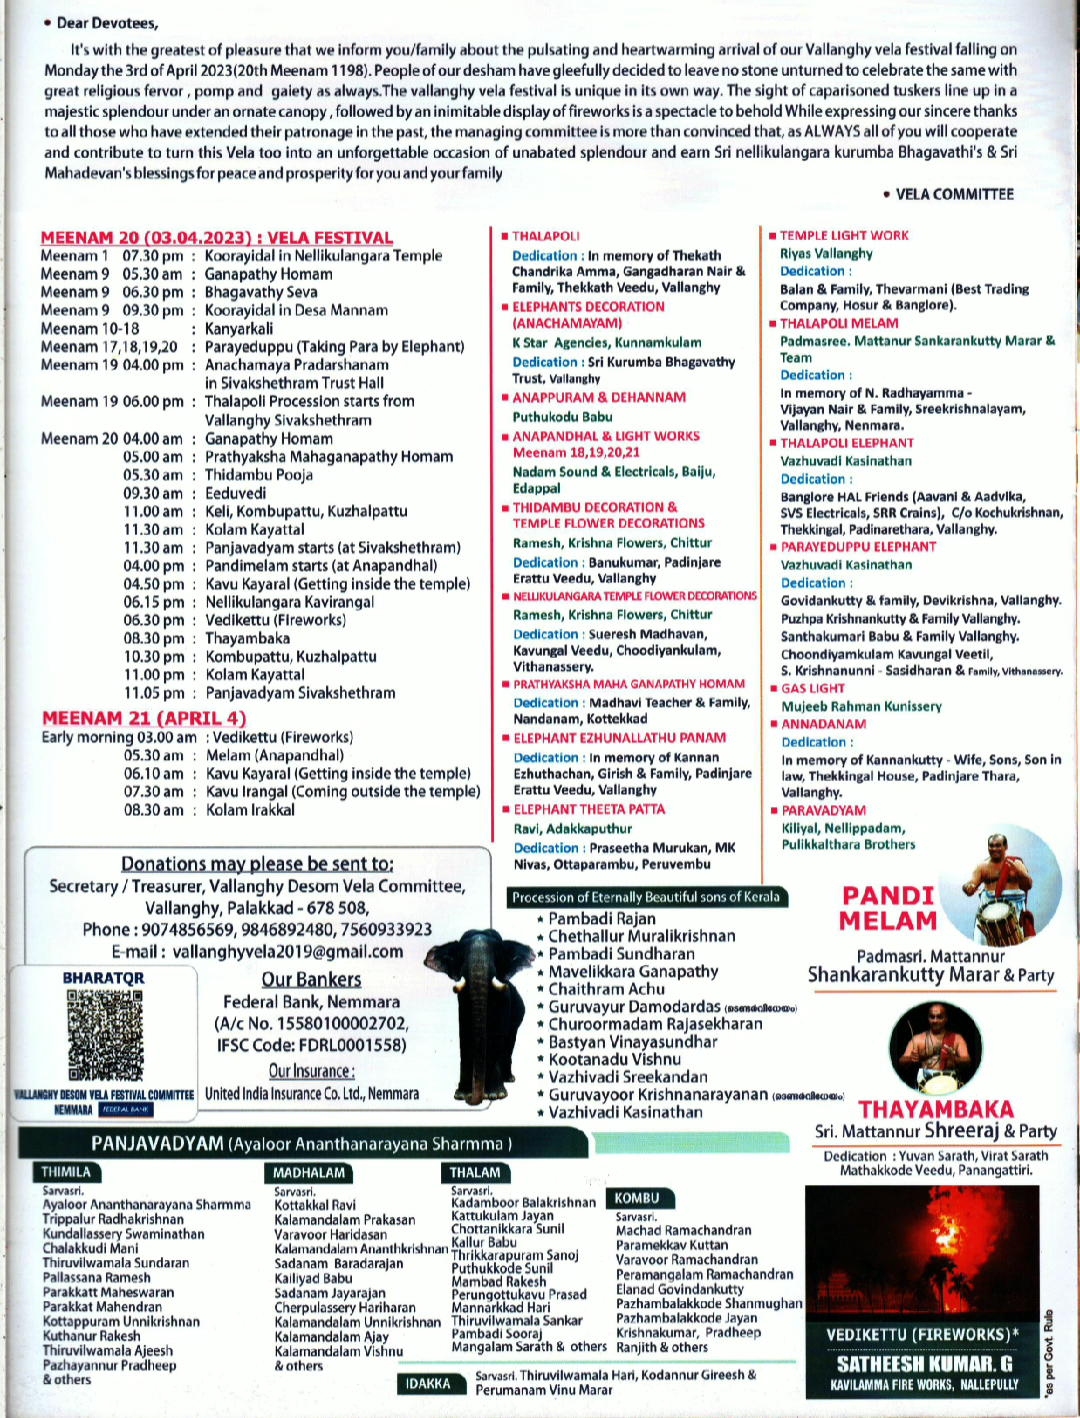 • Dear Devotees,
It's with the greatest of pleasure that we inform you/family about the pulsating and heartwarming arrival of our Vallanghy vela festival falling on
Monday the 3rd of April 2023(20th Meenam 1198). People of our desham have gleefully decided to leave no stone unturned to celebrate the same with
great religious fervor , pomp and gaiety as always.The vallanghy vela festival is unique in its own way. The sight of caparisoned tuskers line up in a
majestic splendour under an ornate canopy , followed by an inimitable display of fireworks is a spectacle to behold While expressing our sincere thanks
to all those who have extended their patronage in the past, the managing committee is more than convinced that, as ALWAYS all of you will cooperate
and contribute to turn this Vela too into an unforgettable occasion of unabated splendour and earn Sri nellikulangara kurumba Bhagavathi's & Sri
Mahadevan's blessings for peace and prosperity for you and your family
• VELA COMMITTEE
MEENAM 20 (03.04.2023) : VELA FESTIVAL
Meenam 1 07.30 pm : Koorayidal in Nellikulangara Temple
Meenam 9 05.30 am : Ganapathy Homam
Meenam 9 06.30 pm : Bhagavathy Seva
Meenam 9 09.30 pm : Koorayidal in Desa Mannam
Meenam 10-18 : Kanyarkali
Meenam 17,18,19,20 : Parayeduppu (Taking Para by Elephant)
Meenam 19 04.00 pm : Anachamaya Pradarshanam
in Sivakshethram Trust Hall
Meenam 19 06.00 pm : Thalapoli Procession starts from
Vallanghy Sivakshethram
Meenam 20 04.00 am : Ganapathy Homam
05.00 am : Prathyaksha Mahaganapathy Homam
05.30 am : Thidambu Pooja
09.30 am : Eeduvedi
11.00 am : Keli, Kombupattu, Kuzhalpattu
11.30 am : Kolam Kayattal
11.30 am : Panjavadyam starts (at Sivakshethram)
04.00 pm : Pandimelam starts (at Anapandhal)
04.50 pm : Kavu Kayaral (Getting inside the temple)
06.15 pm : Nellikulangara Kavirangal
06.30 pm : Vedikettu (Fireworks)
08.30 pm : Thayambaka
10.30 pm : Kombupattu, Kuzhalpattu
11.00 pm : Kolam Kayattal
11.05 pm : Panjavadyam Sivakshethram
MEENAM 21 (APRIL 4)
Early morning 03.00 am : Vedikettu (Fireworks)
05.30 am : Melam (Anapandhal)
06.10 am : Kavu Kayaral (Getting inside the temple)
07.30 am : Kavu Irangal (Coming outside the temple)
08.30 am : Kolam Irakkal
THALAPOLI
Dedication : In memory of Thekath
Chandrika Amma, Gangadharan Nair &
Family, Thekkath Veedu, Vallanghy
ELEPHANTS DECORATION
(ANACHAMAYAM)
K Star Agencies, Kunnamkulam
Dedication : Sri Kurumba Bhagavathy
Trust, Vallanghy
ANAPPURAM & DEHANNAM
Puthukodu Babu
ANAPANDHAL & LIGHT WORKS
Meenam 18,19,20,21
Nadam Sound & Electricals, Baiju,
Edappal
THIDAMBU DECORATION &
TEMPLE FLOWER DECORATIONS
Ramesh, Krishna Flowers, Chittur
Dedication : Banukumar, Padinjare
Erattu Veedu, Vallanghy
NELLIKULANGARA TEMPLE FLOWER DECORATIONS
Ramesh, Krishna Flowers, Chittur
Dedication : Sueresh Madhavan,
Kavungal Veedu, Choodiyankulam,
Vithanassery.
PRATHYAKSHA MAHA GANAPATHY HOMAM
Dedication : Madhavi Teacher & Family,
Nandanam, Kottekkad
ELEPHANT EZHUNALLATHU PANAM
Dedication : In memory of Kannan
Ezhuthachan, Girish & Family, Padinjare
Erattu Veedu, Vallanghy
ELEPHANT THEETA PATTA
Ravi, Adakkaputhur
Dedication : Praseetha Murukan, MK
Nivas, Ottaparambu, Peruvembu
TEMPLE LIGHT WORK
Riyas Vallanghy
Dedication :
Balan & Family, Thevarmani (Best Trading
Company, Hosur & Banglore).
THALAPOLI MELAM
Padmasree. Mattanur Sankarankutty Marar &
Team
Dedication :
In memory of N. Radhayamma -
Vijayan Nair & Family, Sreekrishnalayam,
Vallanghy, Nenmara.
THALAPOLI ELEPHANT
Vazhuvadi Kasinathan
Dedication :
Banglore HAL Friends (Aavani & Aadvika,
SVS Electricals, SRR Crains), C/o Kochukrishnan,
Thekkingal, Padinarethara, Vallanghy.
PARAYEDUPPU ELEPHANT
Vazhuvadi Kasinathan
Dedication :
Govidankutty & family, Devikrishna, Vallanghy.
Puzhpa Krishnankutty & Family Vallanghy.
Santhakumari Babu & Family Vallanghy.
Choondiyamkulam Kavungal Veetil,
S. Krishnanunni - Sasidharan & Family, Vithanassery.
GAS LIGHT
Mujeeb Rahman Kunissery
ANNADANAM
Dedication :
In memory of Kannankutty - Wife, Sons, Son in
law, Thekkingal House, Padinjare Thara,
Vallanghy.
PARAVADYAM
Kiliyal, Nellippadam,
Pulikkalthara Brothers
Donations may please be sent to:
Secretary / Treasurer, Vallanghy Desom Vela Committee,
Vallanghy, Palakkad - 678 508,
Phone : 9074856569, 9846892480, 7560933923
E-mail : vallanghyvela2019@gmail.com
BHARATQR
VALLANGHY DESOM VELA FESTIVAL COMMITTEE
NEMMARA FEDERAL BANK
Our Bankers
Federal Bank, Nemmara
(A/c No. 15580100002702,
IFSC Code: FDRL0001558)
Our Insurance :
United India Insurance Co. Ltd., Nemmara
Procession of Eternally Beautiful sons of Kerala
* Pambadi Rajan
* Chethallur Muralikrishnan
* Pambadi Sundharan
* Mavelikkara Ganapathy
* Chaithram Achu
* Guruvayur Damodardas
* Churoormadam Rajasekharan
* Bastyan Vinayasundhar
* Kootanadu Vishnu
* Vazhivadi Sreekandan
* Guruvayoor Krishnanarayanan
* Vazhivadi Kasinathan
PANDI
MELAM
Padmasri. Mattannur
Shankarankutty Marar & Party
THAYAMBAKA
Sri. Mattannur Shreeraj & Party
Dedication : Yuvan Sarath, Virat Sarath
Mathakkode Veedu, Panangattiri.
PANJAVADYAM (Ayaloor Ananthanarayana Sharmma )
THIMILA
Sarvasri.
Ayaloor Ananthanarayana Sharmma
Trippalur Radhakrishnan
Kundallassery Swaminathan
Chalakkudi Mani
Thiruvilwamala Sundaran
Pallassana Ramesh
Parakkatt Maheswaran
Parakkat Mahendran
Kottappuram Unnikrishnan
Kuthanur Rakesh
Thiruvilwamala Ajeesh
Pazhayannur Pradheep
& others
MADHALAM
Sarvasri.
Kottakkal Ravi
Kalamandalam Prakasan
Varavoor Haridasan
Kalamandalam Ananthkrishnan
Sadanam Baradarajan
Kailiyad Babu
Sadanam Jayarajan
Cherpulassery Hariharan
Kalamandalam Unnikrishnan
Kalamandalam Ajay
Kalamandalam Vishnu
& others
THALAM
Sarvasri.
Kadamboor Balakrishnan
Kattukulam Jayan
Chottanikkara Sunil
Kallur Babu
Thrikkarapuram Sanoj
Puthukkode Sunil
Mambad Rakesh
Perungottukavu Prasad
Mannarkkad Hari
Thiruvilwamala Sankar
Pambadi Sooraj
Mangalam Sarath & others
KOMBU
Sarvasri.
Machad Ramachandran
Paramekkav Kuttan
Varavoor Ramachandran
Peramangalam Ramachandran
Elanad Govindankutty
Pazhambalakkode Shanmughan
Pazhambalakkode Jayan
Krishnakumar, Pradheep
Ranjith & others
IDAKKA
Sarvasri. Thiruvilwamala Hari, Kodannur Gireesh &
Perumanam Vinu Marar
VEDIKETTU (FIREWORKS)*
SATHEESH KUMAR. G
KAVILAMMA FIRE WORKS, NALLEPULLY
*as per Govt. Rule